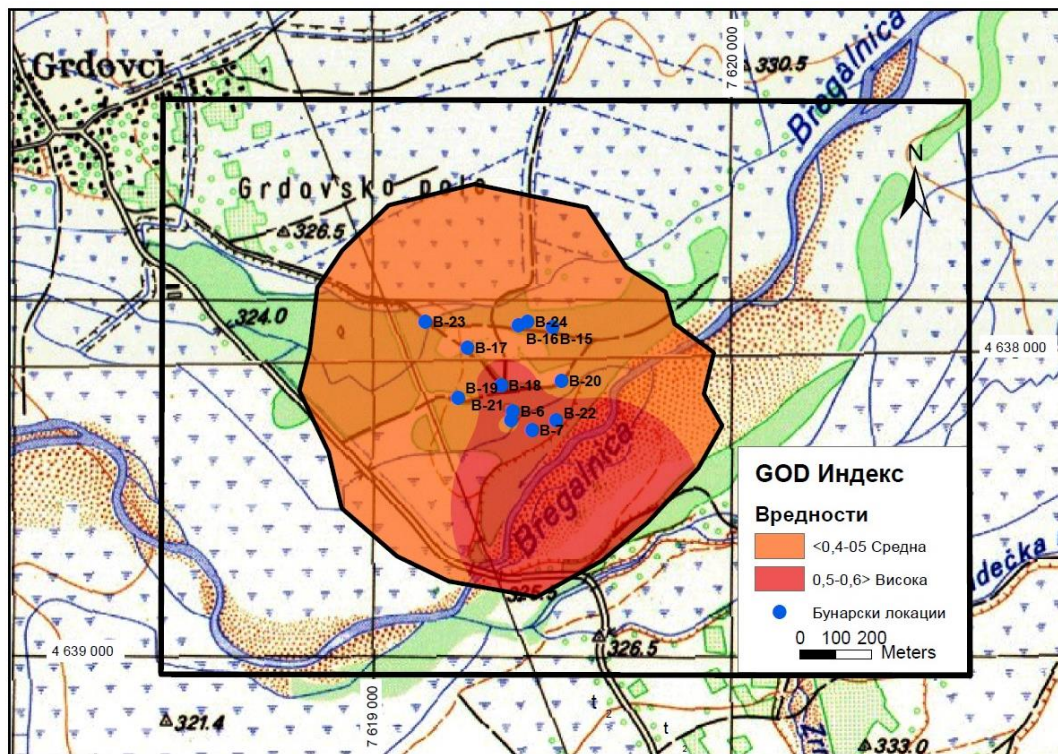 7 620 000
330.5
Grdovci
Bregalnica
N
Grdovsko pole
326.5
324.0
B-23
B-24
B-16
B-15
4 638 000
B-17
B-18
B-20
B-19
B-21
B-6
B-22
B-7
Bregalnica
GOD Индекс
Вредности
<0,4-05 Средна
0,5-0,6> Висока
Бунарски локации
0 100 200
Meters
325.5
326.5
4 639 000
7 619 000
321.4
t
2
t
333.0